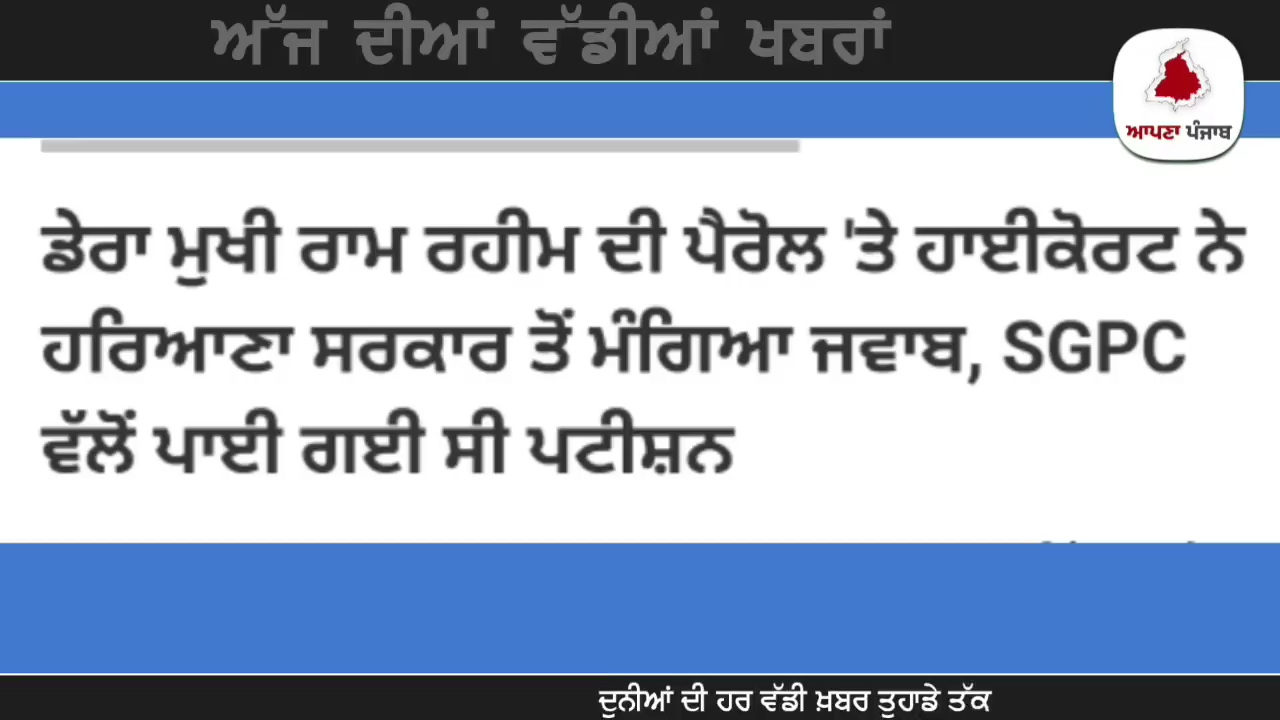 ਅੱਜ ਦੀਆਂ ਵੱਡੀਆਂ ਖਬਰਾਂ
ਆਪਣਾ ਪੰਜਾਬ
ਡੇਰਾ ਮੁਖੀ ਰਾਮ ਰਹੀਮ ਦੀ ਪੈਰੋਲ 'ਤੇ ਹਾਈਕੋਰਟ ਨੇ
ਹਰਿਆਣਾ ਸਰਕਾਰ ਤੋਂ ਮੰਗਿਆ ਜਵਾਬ, SGPC
ਵੱਲੋਂ ਪਾਈ ਗਈ ਸੀ ਪਟੀਸ਼ਨ
ਦੁਨੀਆਂ ਦੀ ਹਰ ਵੱਡੀ ਖ਼ਬਰ ਤੁਹਾਡੇ ਤੱਕ